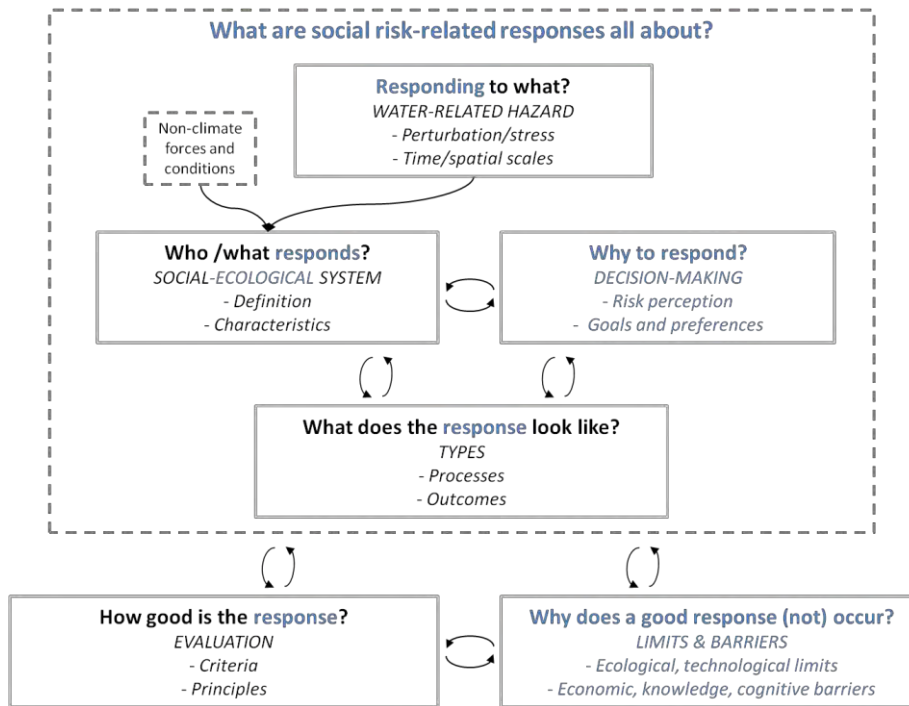 What are social risk-related responses all about?
Responding to what?
WATER-RELATED HAZARD
- Perturbation/stress
- Time/spatial scales
Non-climate
forces and
conditions
Who /what responds?
SOCIAL-ECOLOGICAL SYSTEM
- Definition
- Characteristics
Why to respond?
DECISION-MAKING
- Risk perception
- Goals and preferences
What does the response look like?
TYPES
- Processes
- Outcomes
How good is the response?
EVALUATION
- Criteria
- Principles
Why does a good response (not) occur?
LIMITS & BARRIERS
- Ecological, technological limits
- Economic, knowledge, cognitive barriers